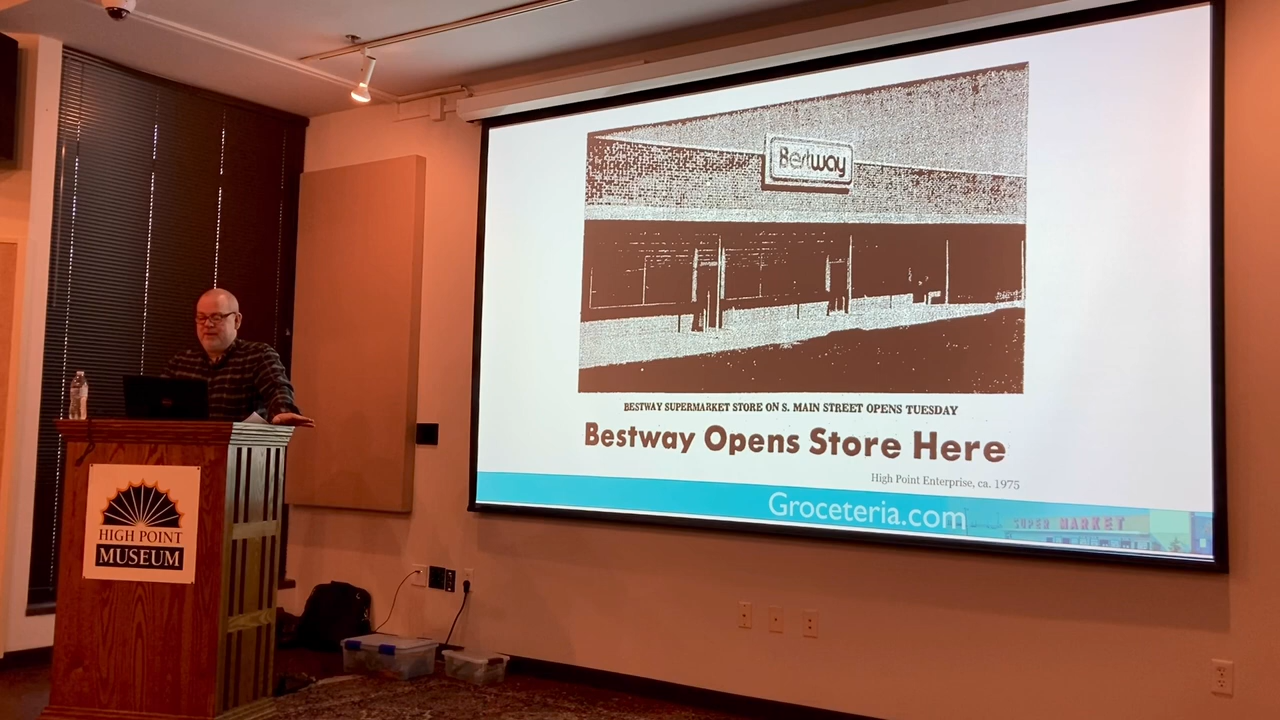 Bestway
BESTWAY SUPERMARKET STORE ON S. MAIN STREET OPENS TUESDAY
Bestway Opens Store Here
High Point Enterprise, ca. 1975
Groceteria.com
SUPER MARKET
HIGH POINT
MUSEUM